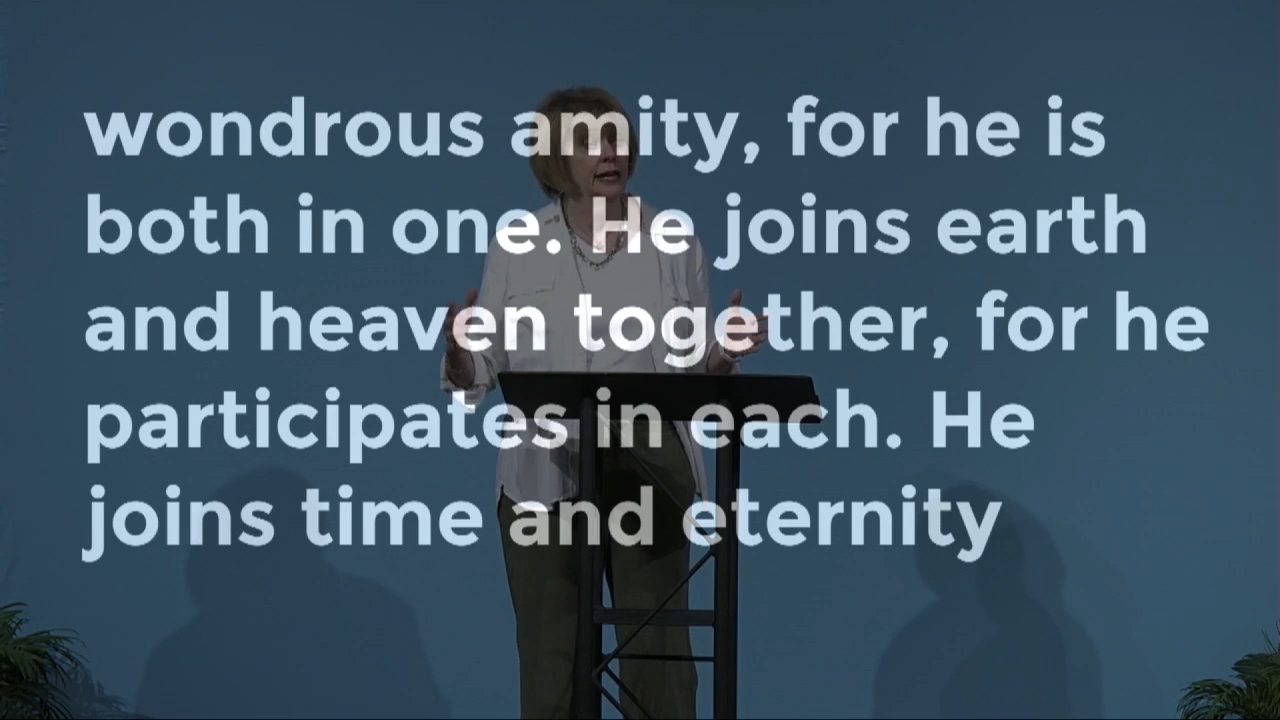 wondrous amity, for he is
both in one. He joins earth
and heaven together, for he
participates in each. He
joins time and eternity